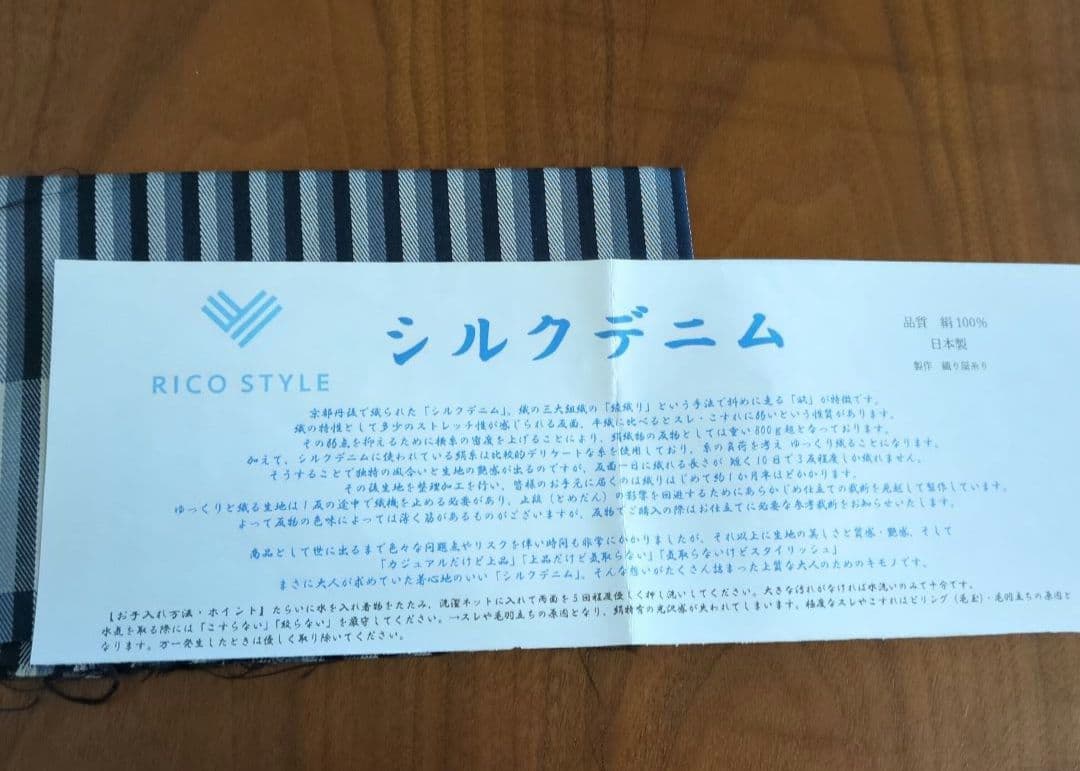 RICO STYLE
シルクデニム
品質 絹100%
日本製
製作 織り屋糸り
京都丹後で織られた「シルクデニム」。織の三大組織の「綾織り」という手法で斜めに走る「畝」が特徴です。
織の特性として多少のストレッチ性が感じられる反面、平織に比べるとスレ・こすれに弱いという性質があります。
その弱点を抑えるために横糸の密度を上げることにより、絹織物の反物としては重い800g超となっております。
加えて、シルクデニムに使われている絹糸は比較的デリケートな糸を使用しており、糸の負荷を考え ゆっくり織ることになります。
そうすることで独特の風合いと生地の艶感が出るのですが、反面一日に織れる長さが 短く10日で3反程度しか織れません。
その後生地を整理加工を行い、皆様のお手元に届くのは織りはじめて約1か月半ほどかかります。
ゆっくりと織る生地は1反の途中で織機を止める必要があり、止段（とめだん）の影響を回避するためにあらかじめ仕立ての裁断を見越して製作しています。
よって反物の色味によっては薄く筋があるものがございますが、反物でご購入の際はお仕立てに必要な参考裁断をお知らせいたします。
商品として世に出るまで色々な問題点やリスクを伴い時間も非常にかかりましたが、それ以上に生地の美しさと質感・艶感、そして
「カジュアルだけど上品」「上品だけど気取らない」「気取らないけどスタイリッシュ」
まさに大人が求めていた着心地のいい「シルクデニム」。そんな想いがたくさん詰まった上質な大人のためのキモノです。
【お手入れ方法・ポイント】たらいに水を入れ着物をたたみ、洗濯ネットに入れて両面を5回程度優しく押し洗いしてください。大きな汚れがなければ水洗いのみで十分です。
水気を取る際には「こすらない」「絞らない」を厳守してください。→スレや毛羽立ちの原因となり、絹特有の光沢感が失われてしまいます。極度なスレやこすれはピリング（毛玉）・毛羽立ちの原因と
なります。万一発生したときは優しく取り除いてください。